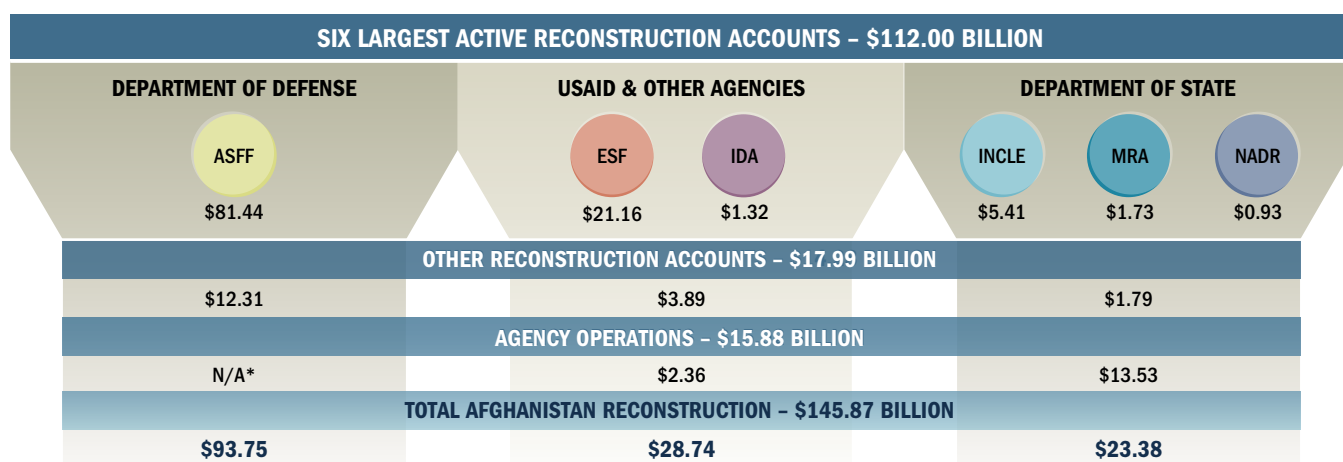 SIX LARGEST ACTIVE RECONSTRUCTION ACCOUNTS – $112.00 BILLION
DEPARTMENT OF DEFENSE
USAID & OTHER AGENCIES
DEPARTMENT OF STATE
ASFF
ESF
IDA
INCLE
MRA
NADR
$81.44
$21.16
$1.32
$5.41
$1.73
$0.93
OTHER RECONSTRUCTION ACCOUNTS – $17.99 BILLION
$12.31
$3.89
$1.79
AGENCY OPERATIONS – $15.88 BILLION
N/A*
$2.36
$13.53
TOTAL AFGHANISTAN RECONSTRUCTION – $145.87 BILLION
$93.75
$28.74
$23.38